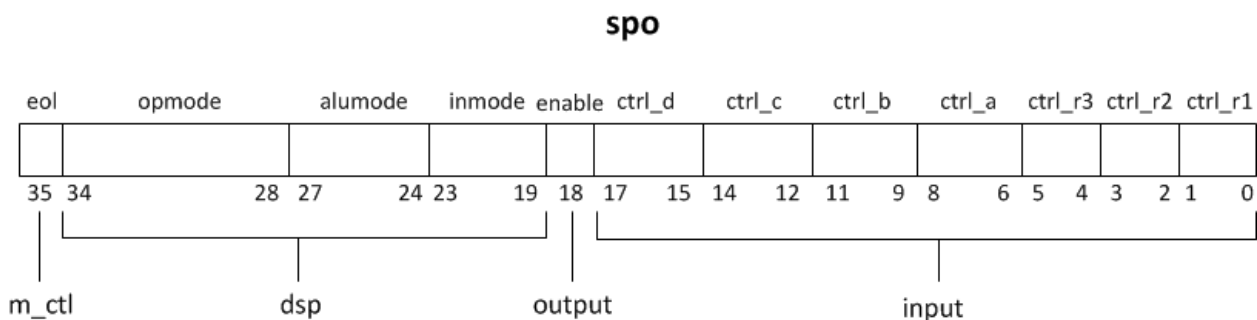 spo
eol opmode alumode inmode enable ctrl_d ctrl_c ctrl_b ctrl_a ctrl_r3 ctrl_r2 ctrl_r1
35 34 28 27 24 23 19 18 17 15 14 12 11 9 8 6 5 4 3 2 1 0
m_ctl dsp output input